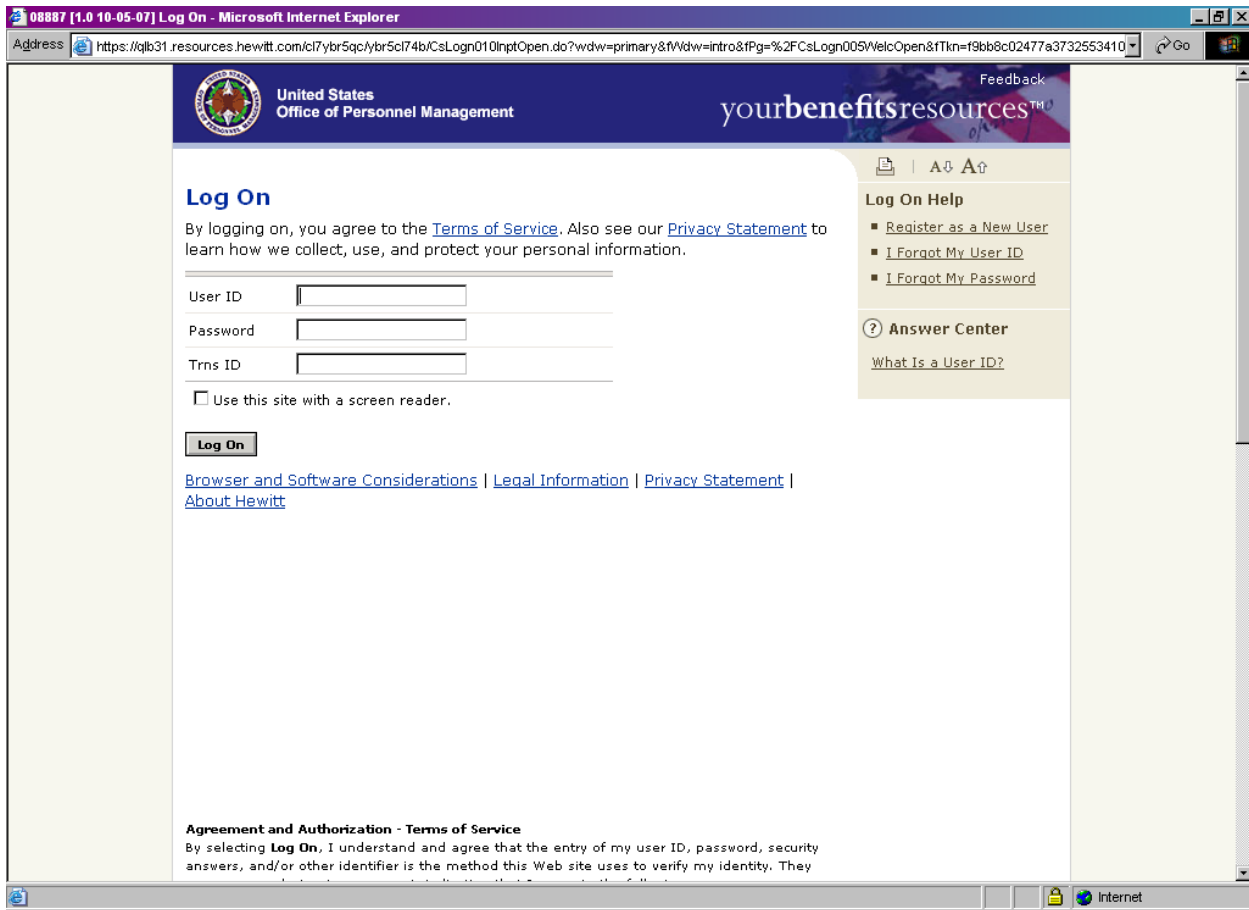 08887 [1.0 10-05-07] Log On - Microsoft Internet Explorer
Address https://qlb31.resources.hewitt.com/cl7ybr5qc/ybr5cl74b/CsLogn010InptOpen.do?wdw=primary&fWdw=intro&fPg=%2FCsLogn005WelcOpen&fTkn=f9bb8c02477a3732553410 Go
Feedback
United States
Office of Personnel Management
yourbenefitsresources™
A A
Log On
By logging on, you agree to the Terms of Service. Also see our Privacy Statement to
learn how we collect, use, and protect your personal information.
User ID
Password
Trns ID
Use this site with a screen reader.
Log On
Browser and Software Considerations | Legal Information | Privacy Statement |
About Hewitt
Log On Help
Register as a New User
I Forgot My User ID
I Forgot My Password
? Answer Center
What Is a User ID?
Agreement and Authorization - Terms of Service
By selecting Log On, I understand and agree that the entry of my user ID, password, security
answers, and/or other identifier is the method this Web site uses to verify my identity. They
Internet